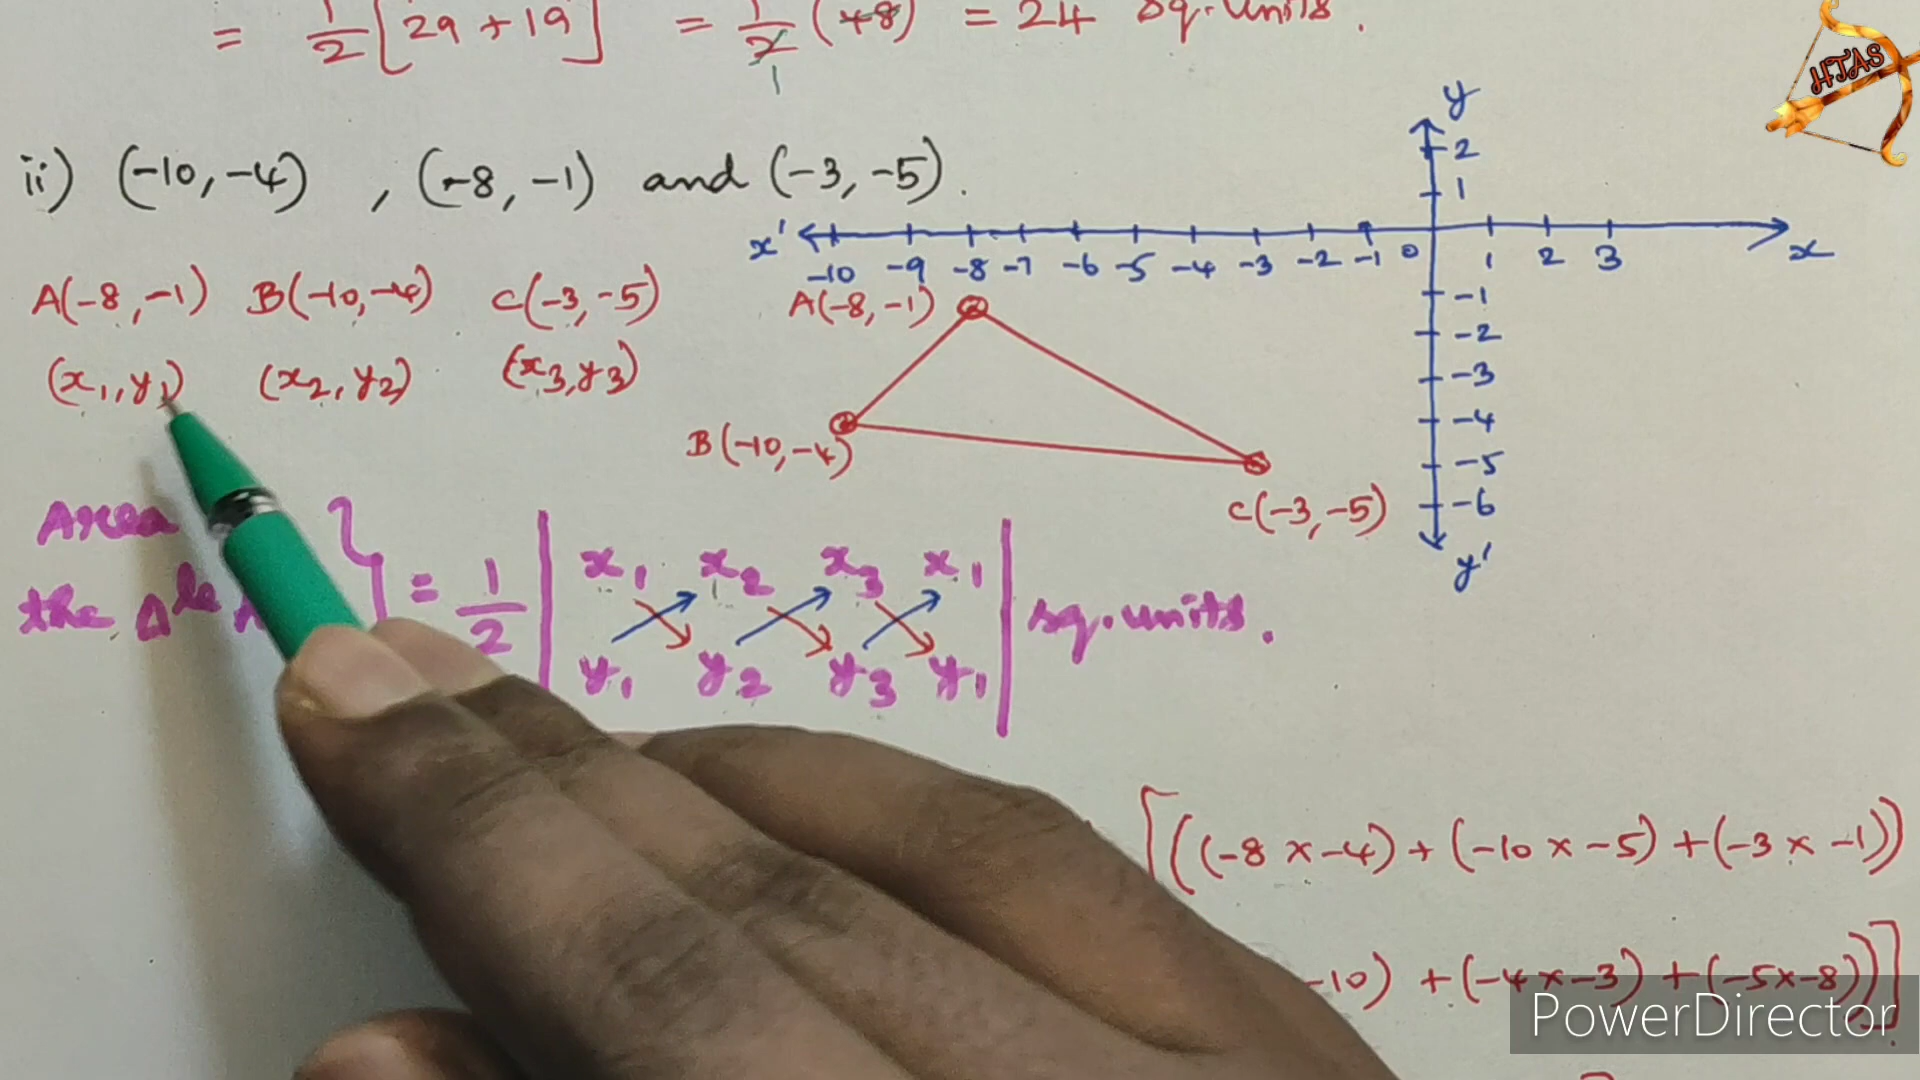 = 1/2 [29 + 19] = 1/2 (48) = 24 sq. units.
1
HTAS
ii) (-10, -4) , (-8, -1) and (-3, -5).
y
2
1
x' -10 -9 -8 -7 -6 -5 -4 -3 -2 -1 0 1 2 3 x
A(-8, -1) B(-10, -4) C(-3, -5)
(x1, y1) (x2, y2) (x3, y3)
A(-8, -1)
B(-10, -4)
C(-3, -5)
-1
-2
-3
-4
-5
-6
y'
Area
the Δle = 1/2 | x1 x2 x3 x1 | sq. units.
y1 y2 y3 y1
[((-8 x -4) + (-10 x -5) + (-3 x -1))
-10) + (-4 x -3) + (-5 x -8))]
PowerDirector